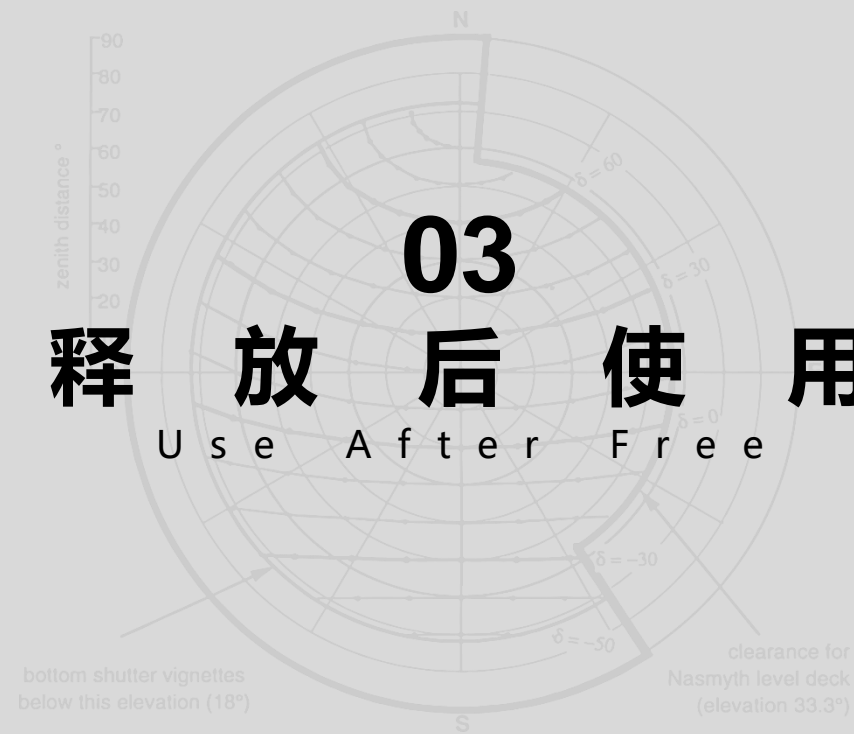 N
90
80
70
60
50
40
30
20
zenith distance °
δ = 60
δ = 30
03
释放后使用
Use After Free
δ = 0
δ = −30
δ = −50
bottom shutter vignettes
below this elevation (18°)
clearance for
Nasmyth level deck
(elevation 33.3°)
S